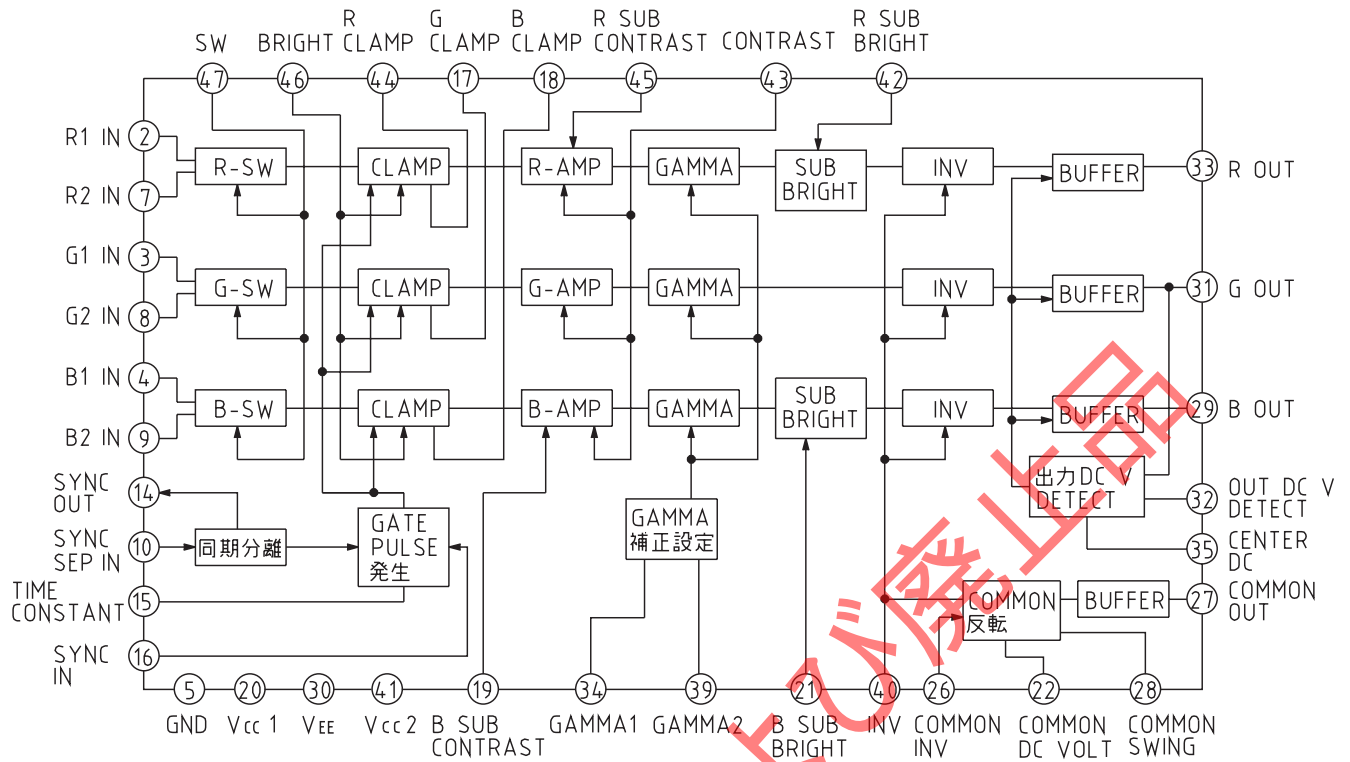 SW
BRIGHT
R
CLAMP
G
CLAMP
B
CLAMP
R SUB
CONTRAST
CONTRAST
R SUB
BRIGHT
47
46
44
17
18
45
43
42
R1 IN
2
R-SW
CLAMP
R-AMP
GAMMA
SUB
BRIGHT
INV
BUFFER
33
R OUT
R2 IN
7
G1 IN
3
G-SW
CLAMP
G-AMP
GAMMA
INV
BUFFER
31
G OUT
G2 IN
8
B1 IN
4
B-SW
CLAMP
B-AMP
GAMMA
SUB
BRIGHT
INV
BUFFER
29
B OUT
B2 IN
9
SYNC
OUT
14
出力DC V
DETECT
32
OUT DC V
DETECT
SYNC
SEP IN
10
同期分離
GATE
PULSE
発生
GAMMA
補正設定
35
CENTER
DC
TIME
CONSTANT
15
COMMON
反転
BUFFER
27
COMMON
OUT
SYNC
IN
16
5
20
30
41
19
34
39
21
40
26
22
28
GND
Vcc 1
VEE
Vcc 2
B SUB
CONTRAST
GAMMA1
GAMMA2
B SUB
BRIGHT
INV
COMMON
INV
COMMON
DC VOLT
COMMON
SWING
よび廃止品